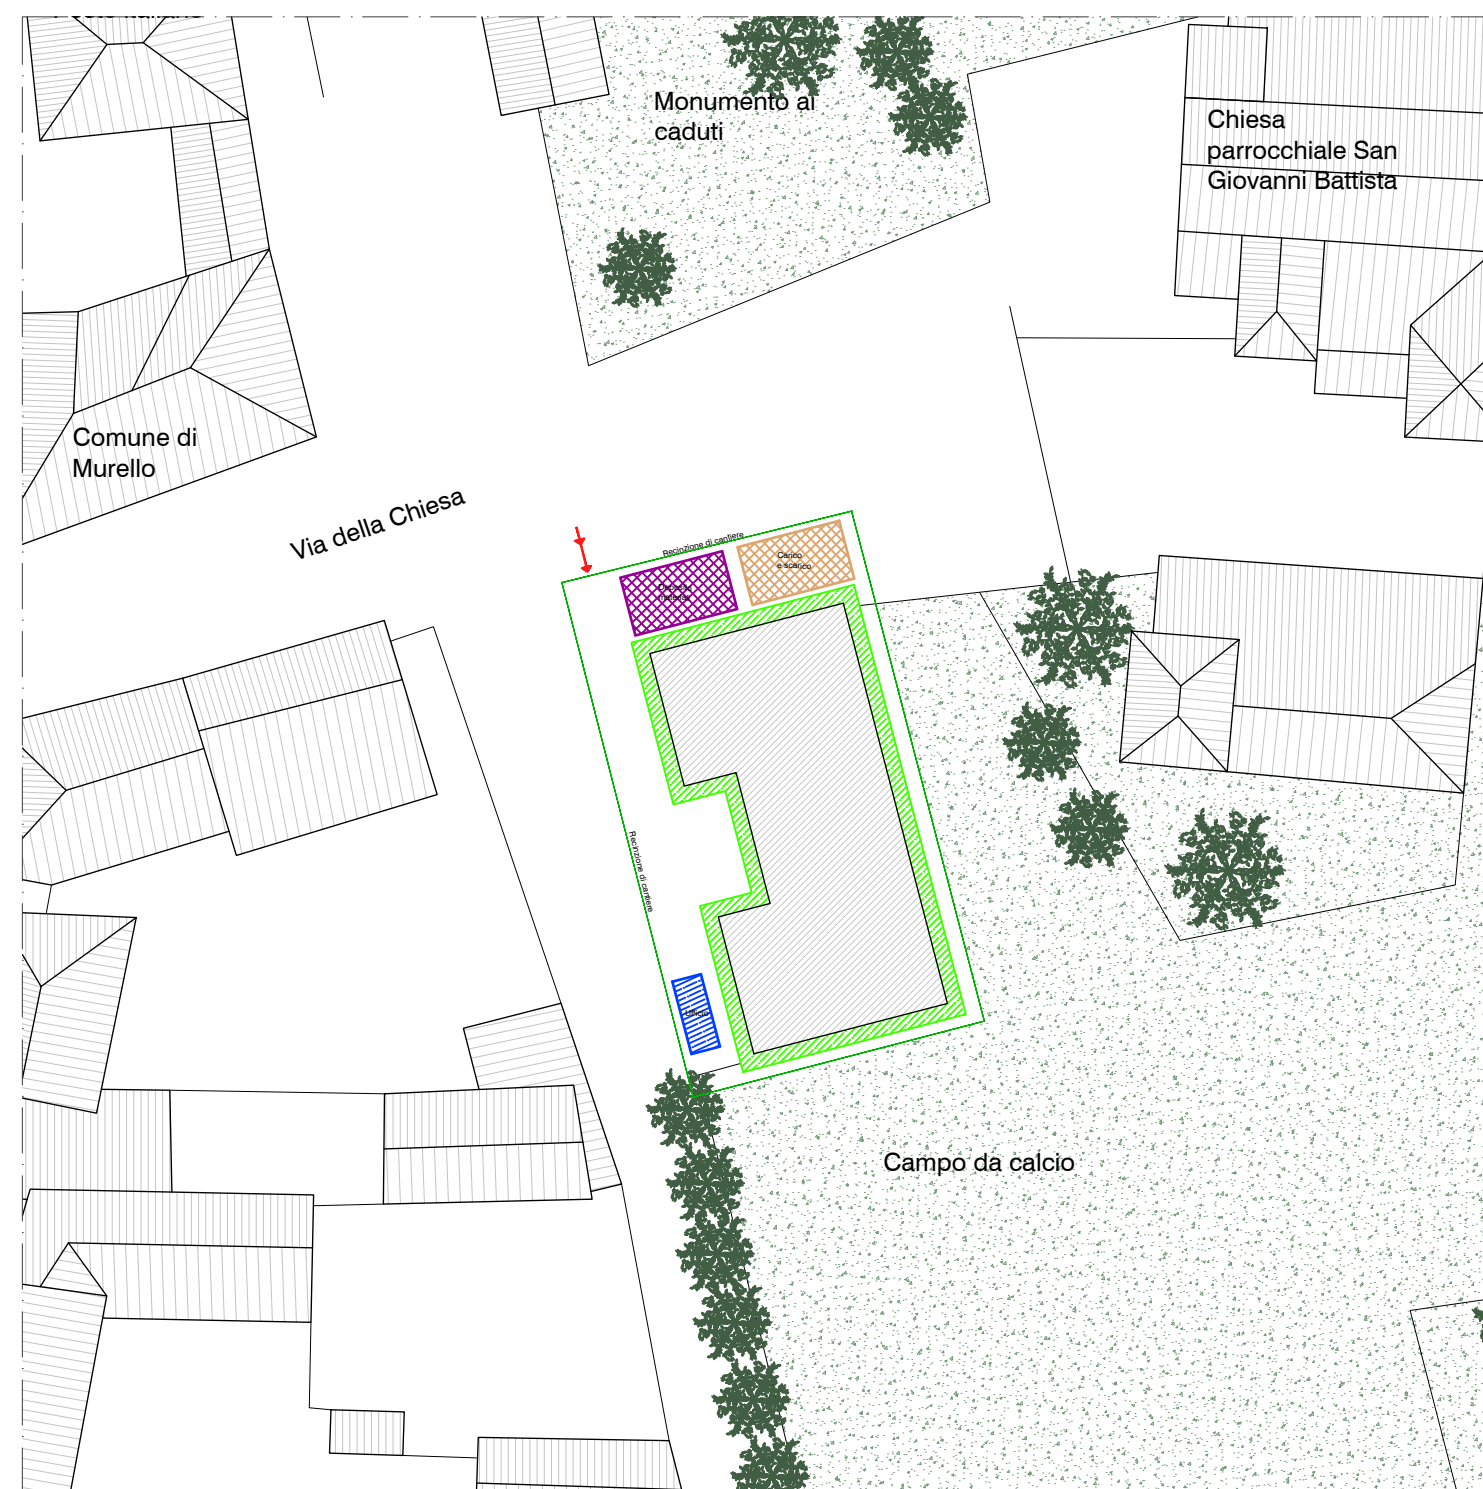 Monumento ai
caduti
Chiesa
parrocchiale San
Giovanni Battista
Comune di
Murello
Via della Chiesa
Recinzione di cantiere
Carico
e scarico
Recinzione di cantiere
Ufficio
Campo da calcio